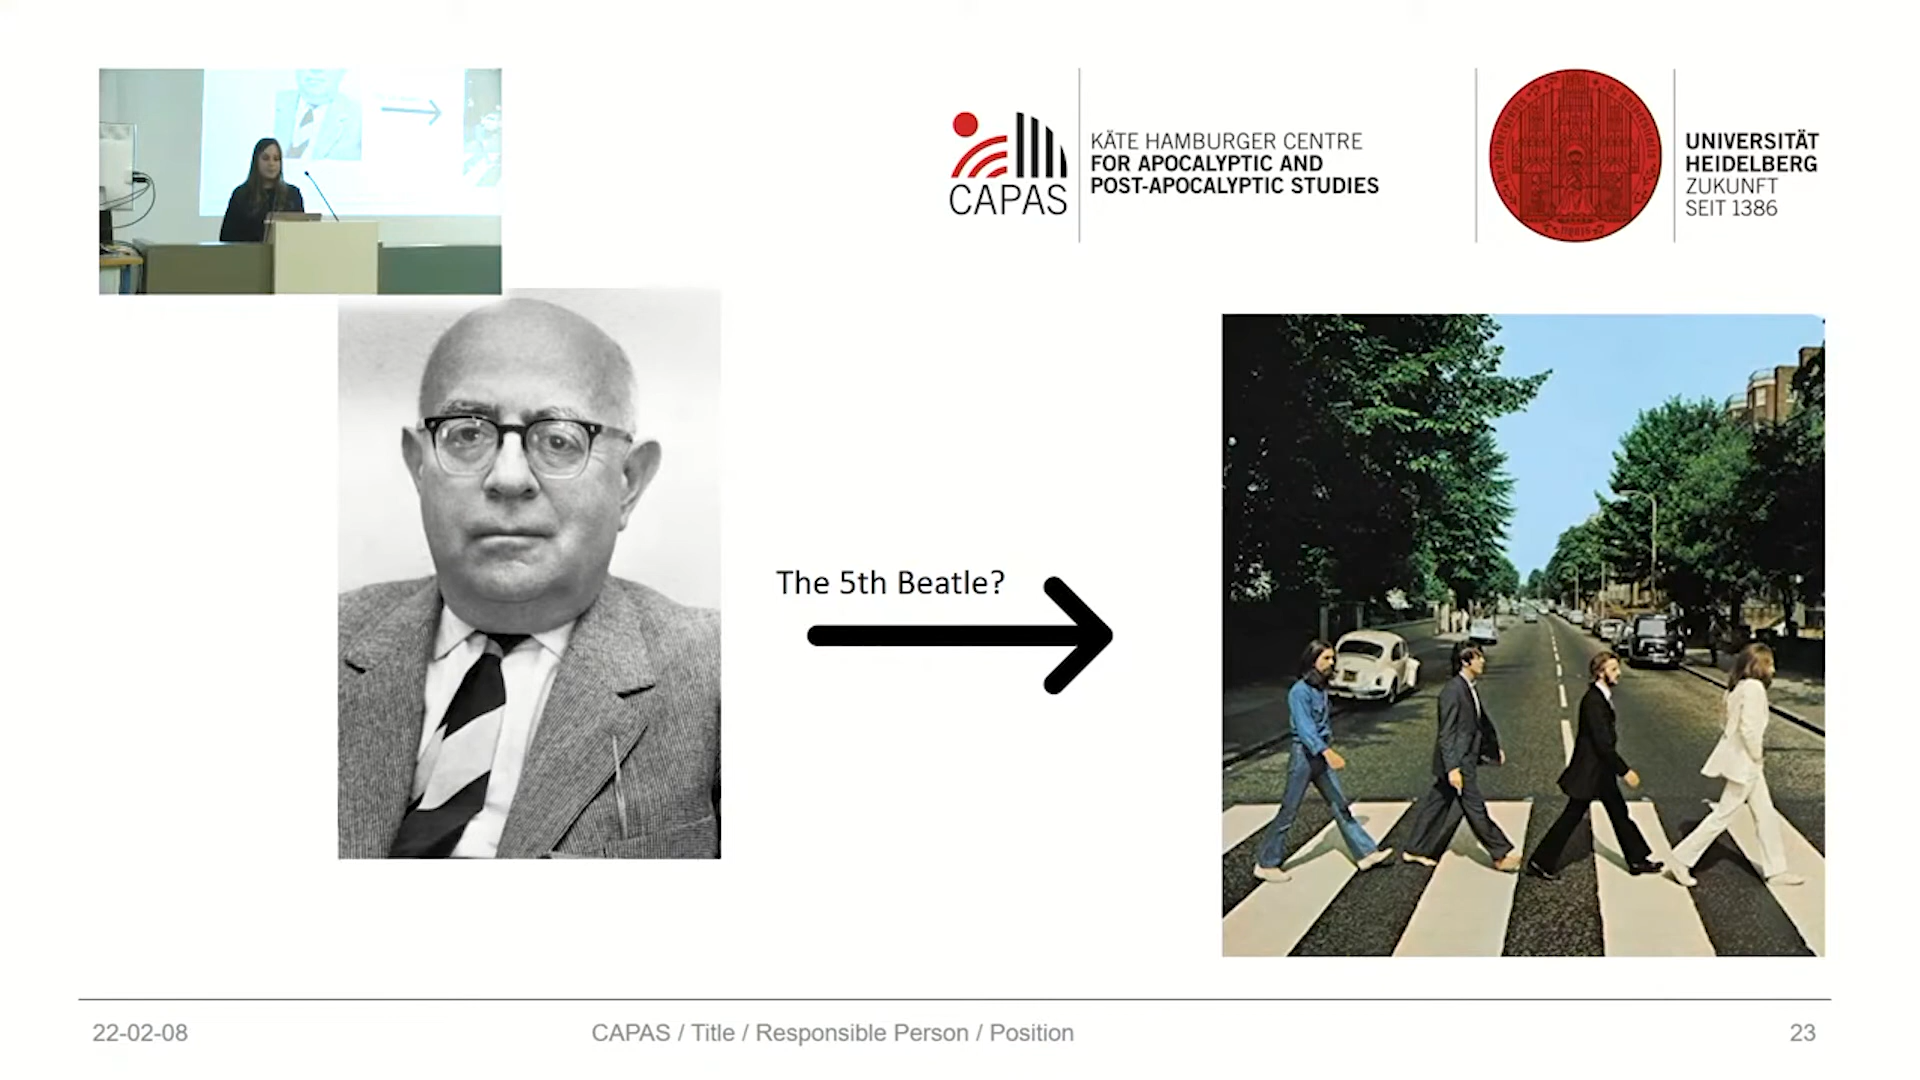 CAPAS
KÄTE HAMBURGER CENTRE
FOR APOCALYPTIC AND
POST-APOCALYPTIC STUDIES
UNIVERSITÄT
HEIDELBERG
ZUKUNFT
SEIT 1386
The 5th Beatle?
22-02-08
CAPAS / Title / Responsible Person / Position
23